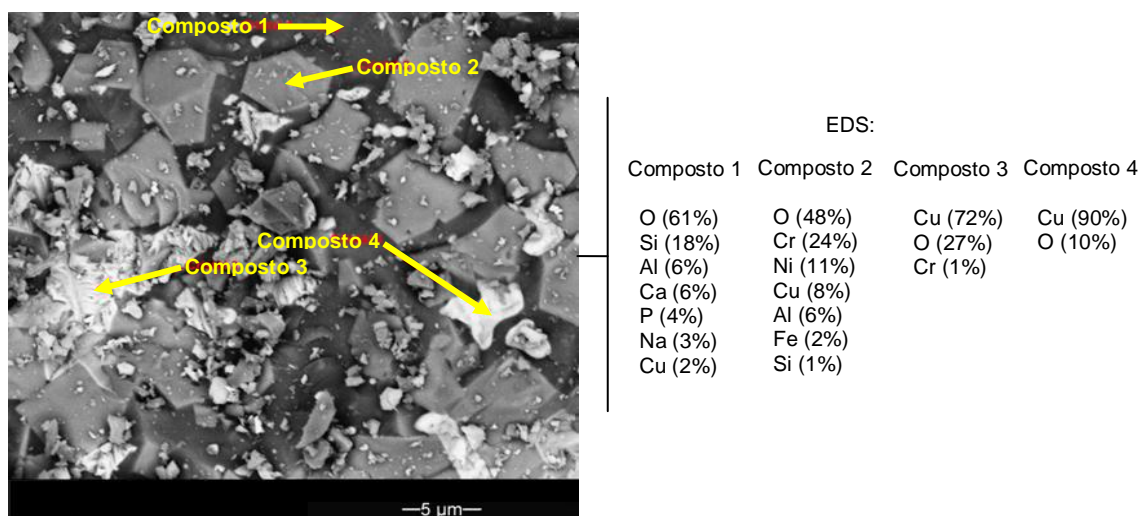 Composto 1
Composto 2
Composto 4
Composto 3
5 µm
EDS:
Composto 1 Composto 2 Composto 3 Composto 4
O (61%) O (48%) Cu (72%) Cu (90%)
Si (18%) Cr (24%) O (27%) O (10%)
Al (6%) Ni (11%) Cr (1%)
Ca (6%) Cu (8%)
P (4%) Al (6%)
Na (3%) Fe (2%)
Cu (2%) Si (1%)